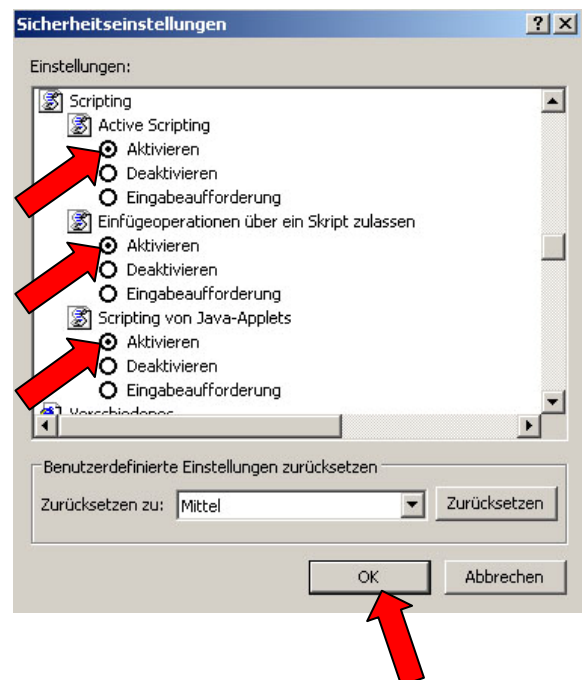 Sicherheitseinstellungen
Einstellungen:
Scripting
Active Scripting
Aktivieren
Deaktivieren
Eingabeaufforderung
Einfügeoperationen über ein Skript zulassen
Aktivieren
Deaktivieren
Eingabeaufforderung
Scripting von Java-Applets
Aktivieren
Deaktivieren
Eingabeaufforderung
Verschiedenes
Benutzerdefinierte Einstellungen zurücksetzen
Zurücksetzen zu: Mittel Zurücksetzen
OK Abbrechen